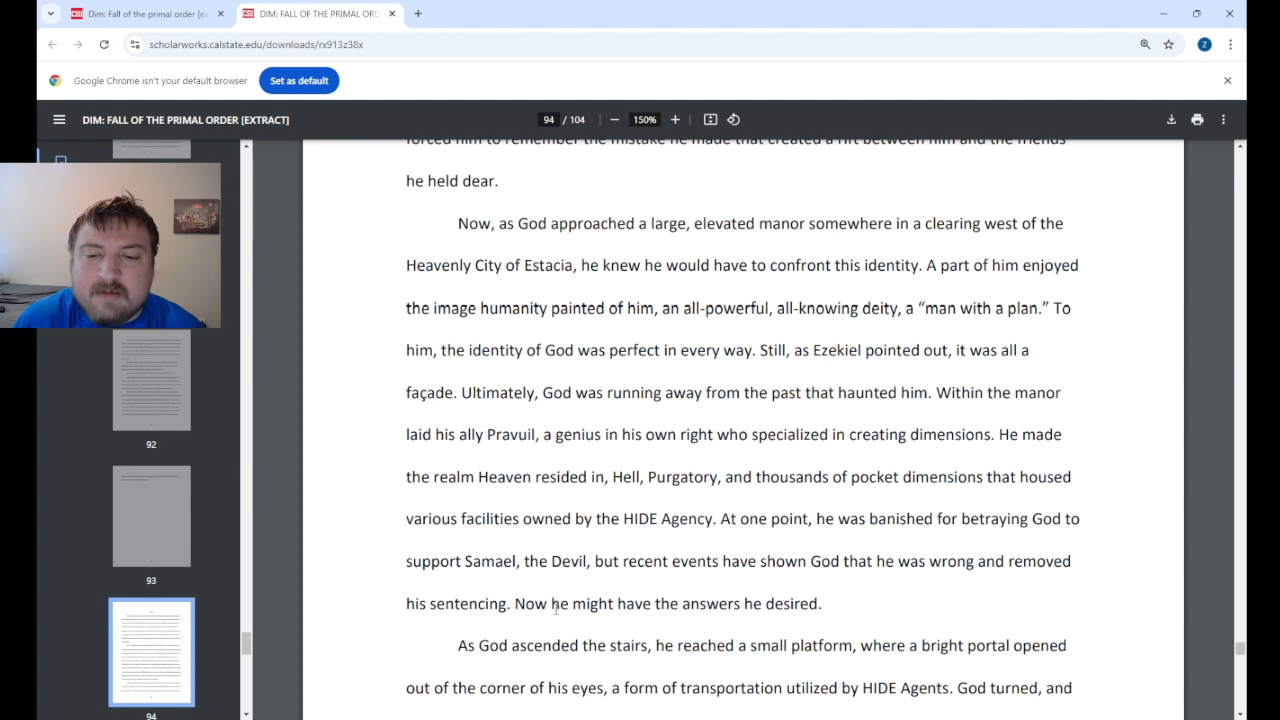 DIM: Fall of the primal order [ex
DIM: FALL OF THE PRIMAL ORD
scholarworks.calstate.edu/downloads/rx913z38x
Z
Google Chrome isn't your default browser
Set as default
DIM: FALL OF THE PRIMAL ORDER [EXTRACT]
94 / 104
150%
he held dear.
Now, as God approached a large, elevated manor somewhere in a clearing west of the
Heavenly City of Estacia, he knew he would have to confront this identity. A part of him enjoyed
the image humanity painted of him, an all-powerful, all-knowing deity, a “man with a plan.” To
him, the identity of God was perfect in every way. Still, as Ezekiel pointed out, it was all a
façade. Ultimately, God was running away from the past that haunted him. Within the manor
laid his ally Pravuil, a genius in his own right who specialized in creating dimensions. He made
the realm Heaven resided in, Hell, Purgatory, and thousands of pocket dimensions that housed
various facilities owned by the HIDE Agency. At one point, he was banished for betraying God to
support Samael, the Devil, but recent events have shown God that he was wrong and removed
his sentencing. Now he might have the answers he desired.
As God ascended the stairs, he reached a small platform, where a bright portal opened
out of the corner of his eyes, a form of transportation utilized by HIDE Agents. God turned, and
92
93
94